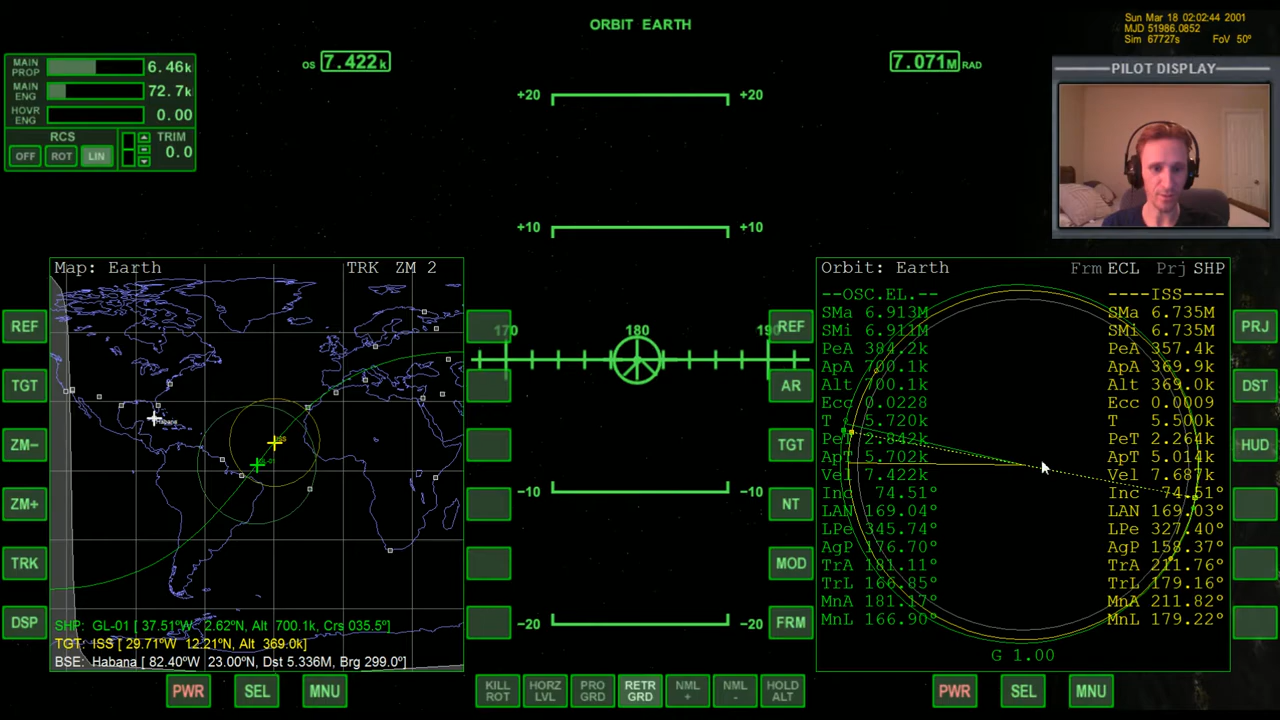 ORBIT EARTH
Sun Mar 18 02:02:44 2001
MJD 51986.0852
Sim 67727s FoV 50°
OS 7.422k
7.071M RAD
PILOT DISPLAY
MAIN PROP 6.46k
MAIN ENG 72.7k
HOVR ENG 0.00
RCS TRIM
OFF ROT LIN 0.0
+20 +20
+10 +10
170 180 190
-10 -10
-20 -20
Map: Earth TRK ZM 2
REF
TGT
ZM-
ZM+
TRK
DSP
Habana
ISS
SHP: GL-01 [ 37.51°W 2.62°N, Alt 700.1k, Crs 035.5°]
TGT: ISS [ 29.71°W 12.21°N, Alt 369.0k]
BSE: Habana [ 82.40°W 23.00°N, Dst 5.336M, Brg 299.0°]
PWR SEL MNU
KILL ROT
HORZ LVL
PRO GRD
RETR GRD
NML +
NML -
HOLD ALT
REF
AR
TGT
NT
MOD
FRM
Orbit: Earth Frm ECL Prj SHP
--OSC.EL.--
SMa 6.913M
SMi 6.911M
PeA 384.2k
ApA 700.1k
Alt 700.1k
Ecc 0.0228
T 5.720k
PeT 2.842k
ApT 5.702k
Vel 7.422k
Inc 74.51°
LAN 169.04°
LPe 345.74°
AgP 176.70°
TrA 181.11°
TrL 166.85°
MnA 181.17°
MnL 166.90°
----ISS----
SMa 6.735M
SMi 6.735M
PeA 357.4k
ApA 369.9k
Alt 369.0k
Ecc 0.0009
T 5.500k
PeT 2.264k
ApT 5.014k
Vel 7.687k
Inc 74.51°
LAN 169.03°
LPe 327.40°
AgP 158.37°
TrA 211.76°
TrL 179.16°
MnA 211.82°
MnL 179.22°
G 1.00
PRJ
DST
HUD
PWR SEL MNU